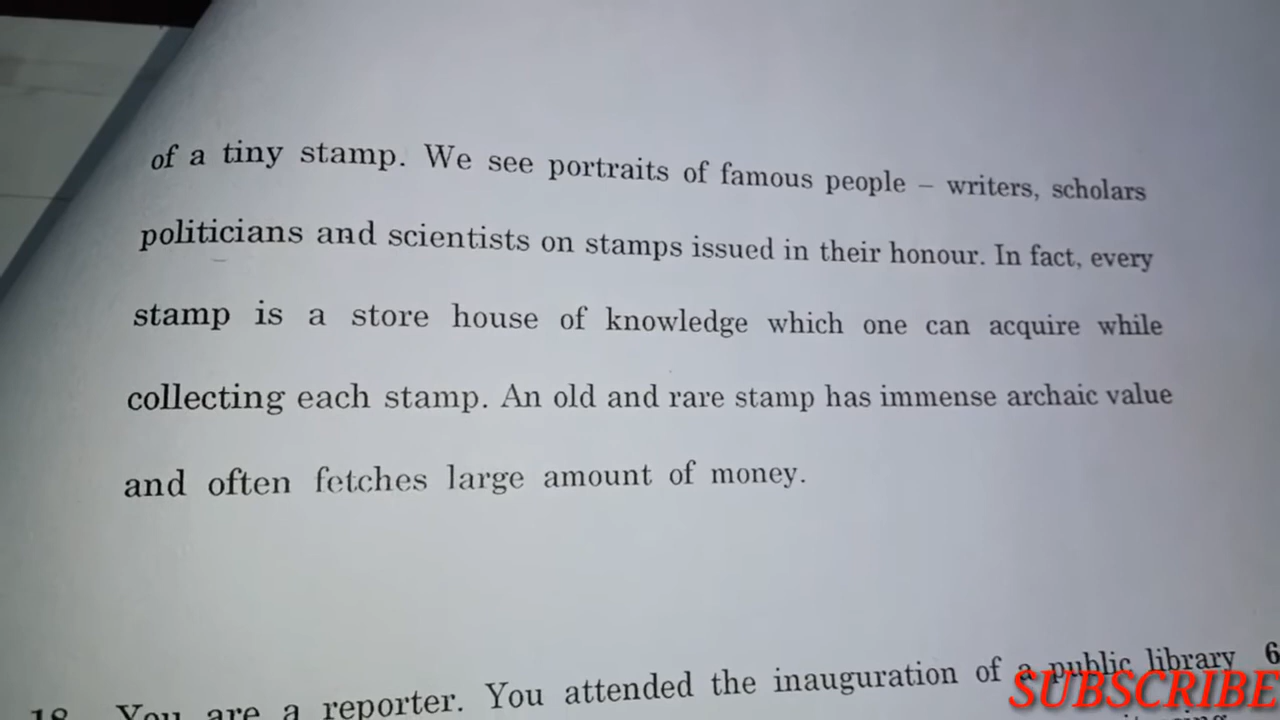 of a tiny stamp. We see portraits of famous people – writers, scholars
politicians and scientists on stamps issued in their honour. In fact, every
stamp is a store house of knowledge which one can acquire while
collecting each stamp. An old and rare stamp has immense archaic value
and often fetches large amount of money.
18 You are a reporter. You attended the inauguration of a public library 6
SUBSCRIBE